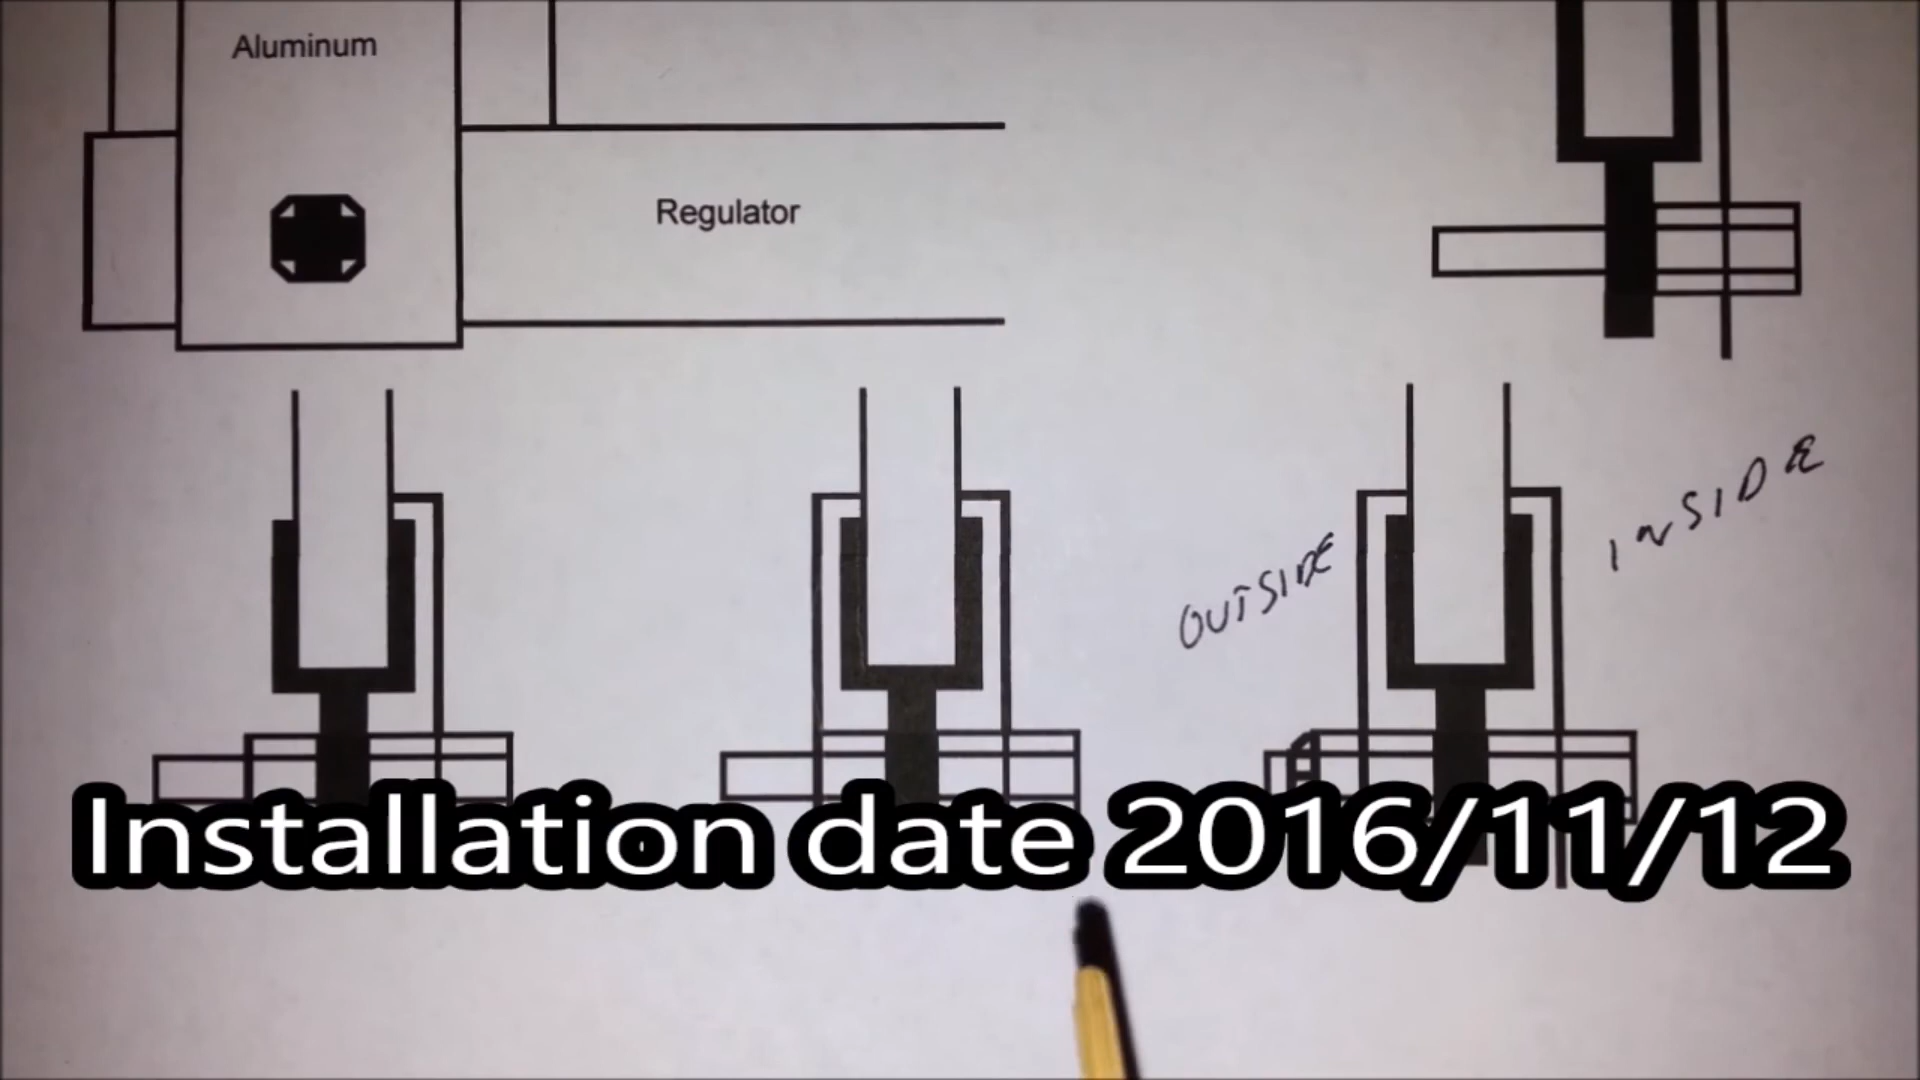 Aluminum
Regulator
INSIDE
OUTSIDE
Installation date 2016/11/12